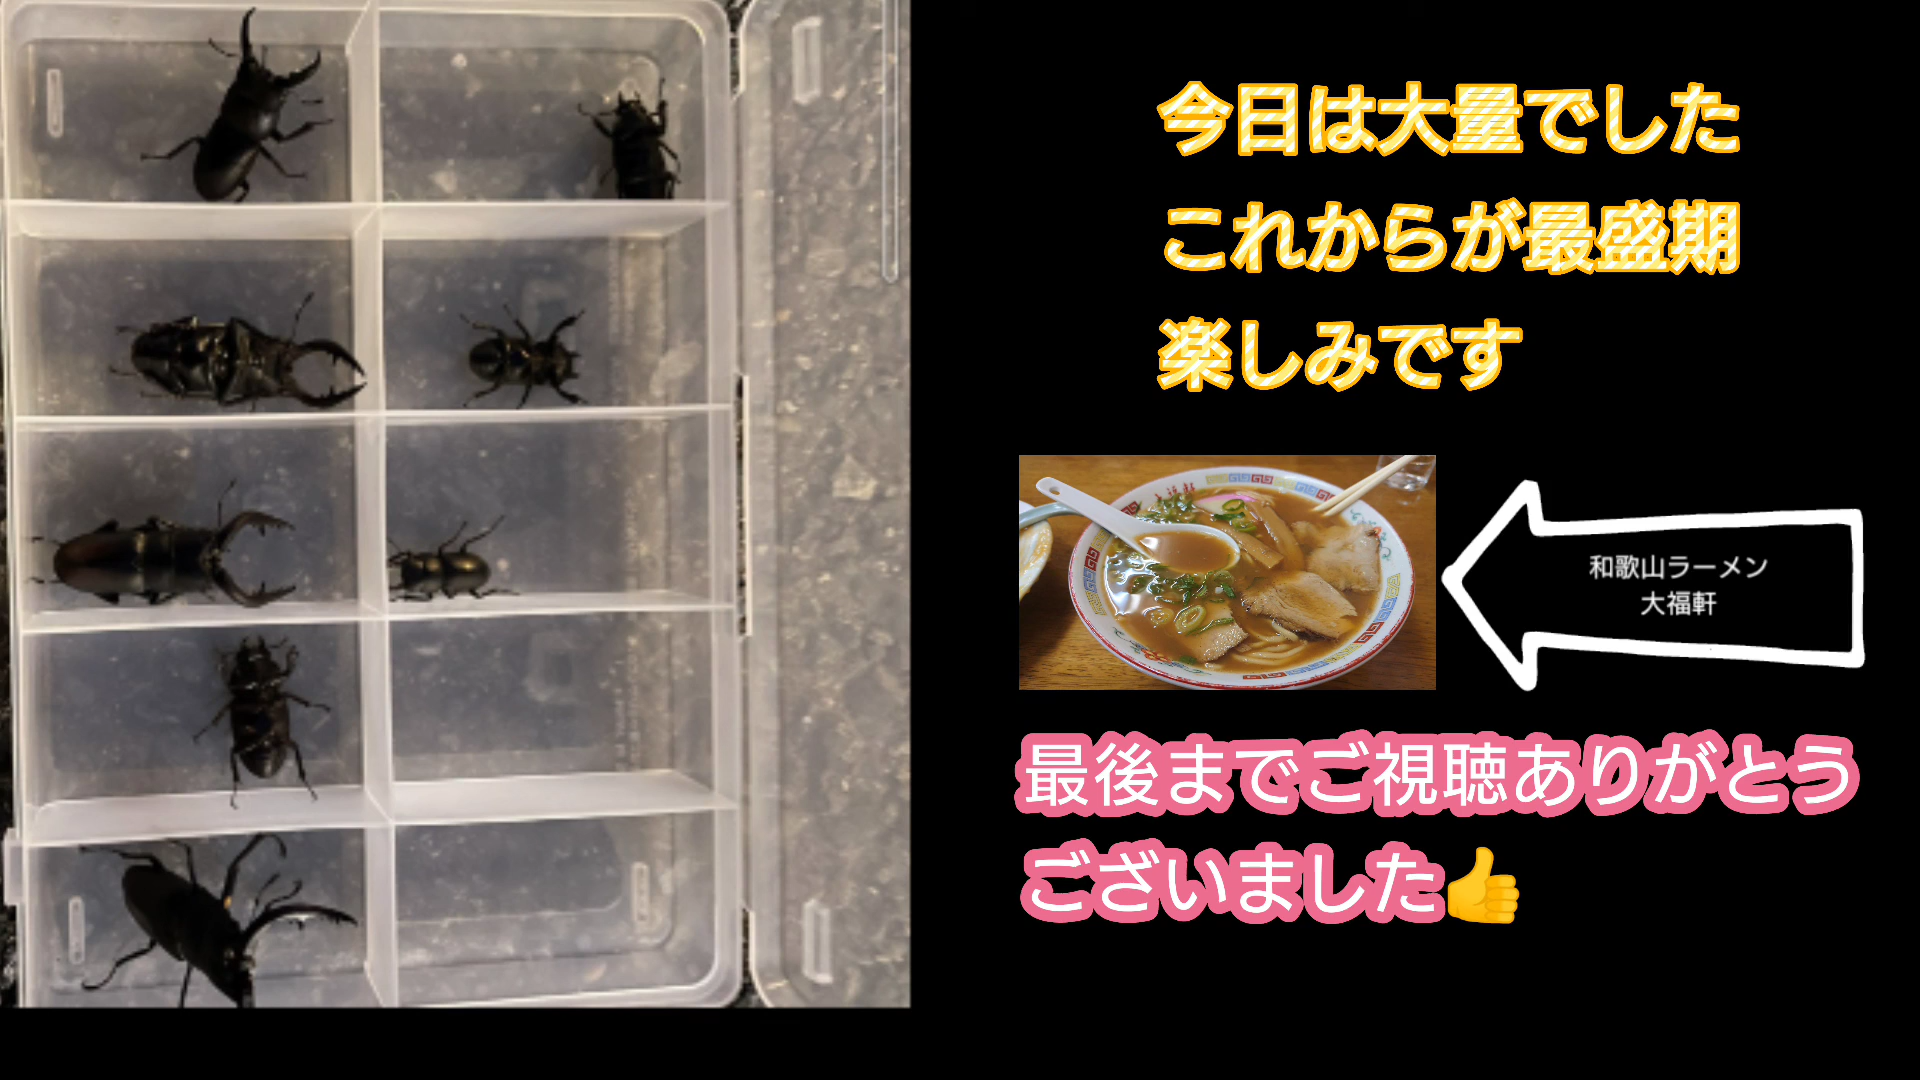 今日は大量でした
これからが最盛期
楽しみです
和歌山ラーメン
大福軒
最後までご視聴ありがとう
ございました👍